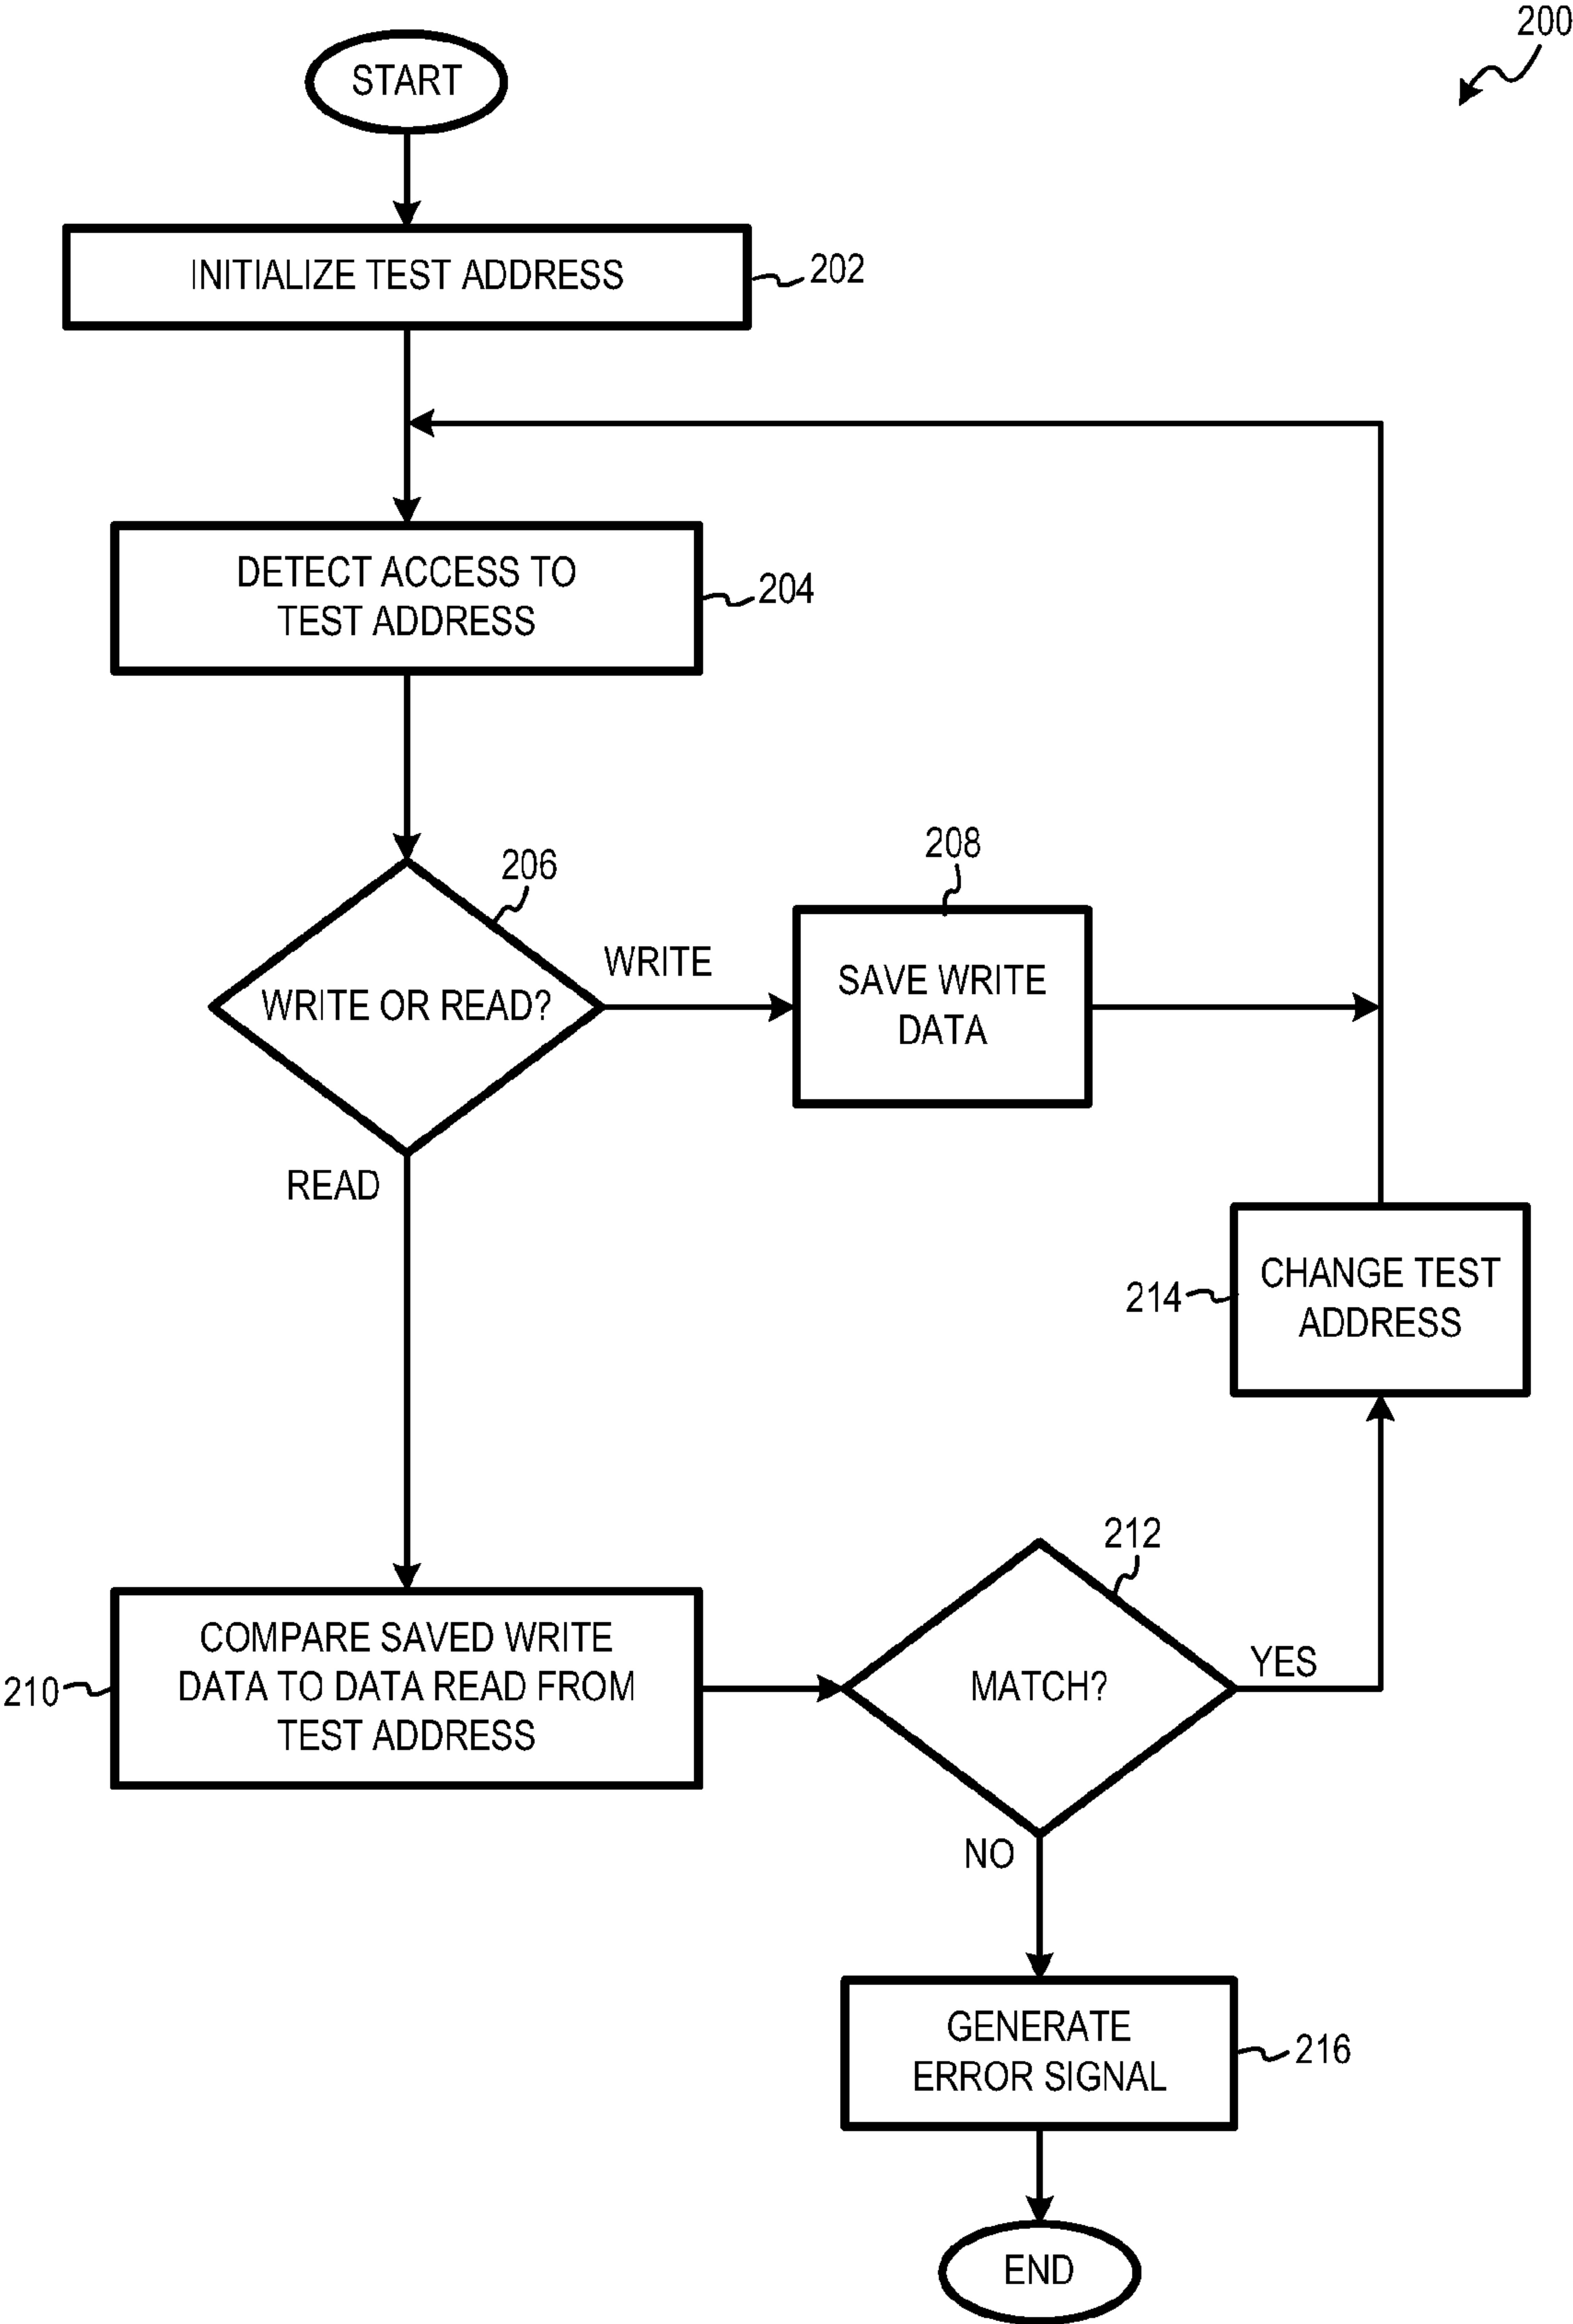 200
START
INITIALIZE TEST ADDRESS
202
DETECT ACCESS TO
TEST ADDRESS
204
206
WRITE OR READ?
WRITE
READ
208
SAVE WRITE
DATA
214
CHANGE TEST
ADDRESS
210
COMPARE SAVED WRITE
DATA TO DATA READ FROM
TEST ADDRESS
212
MATCH?
YES
NO
GENERATE
ERROR SIGNAL
216
END